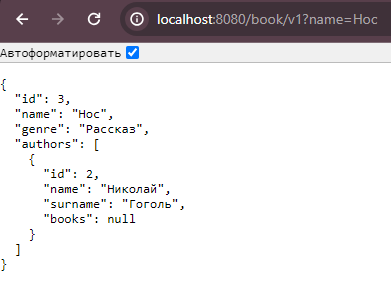 localhost:8080/book/v1?name=Нос
Автоформатировать
{
  "id": 3,
  "name": "Нос",
  "genre": "Рассказ",
  "authors": [
    {
      "id": 2,
      "name": "Николай",
      "surname": "Гоголь",
      "books": null
    }
  ]
}